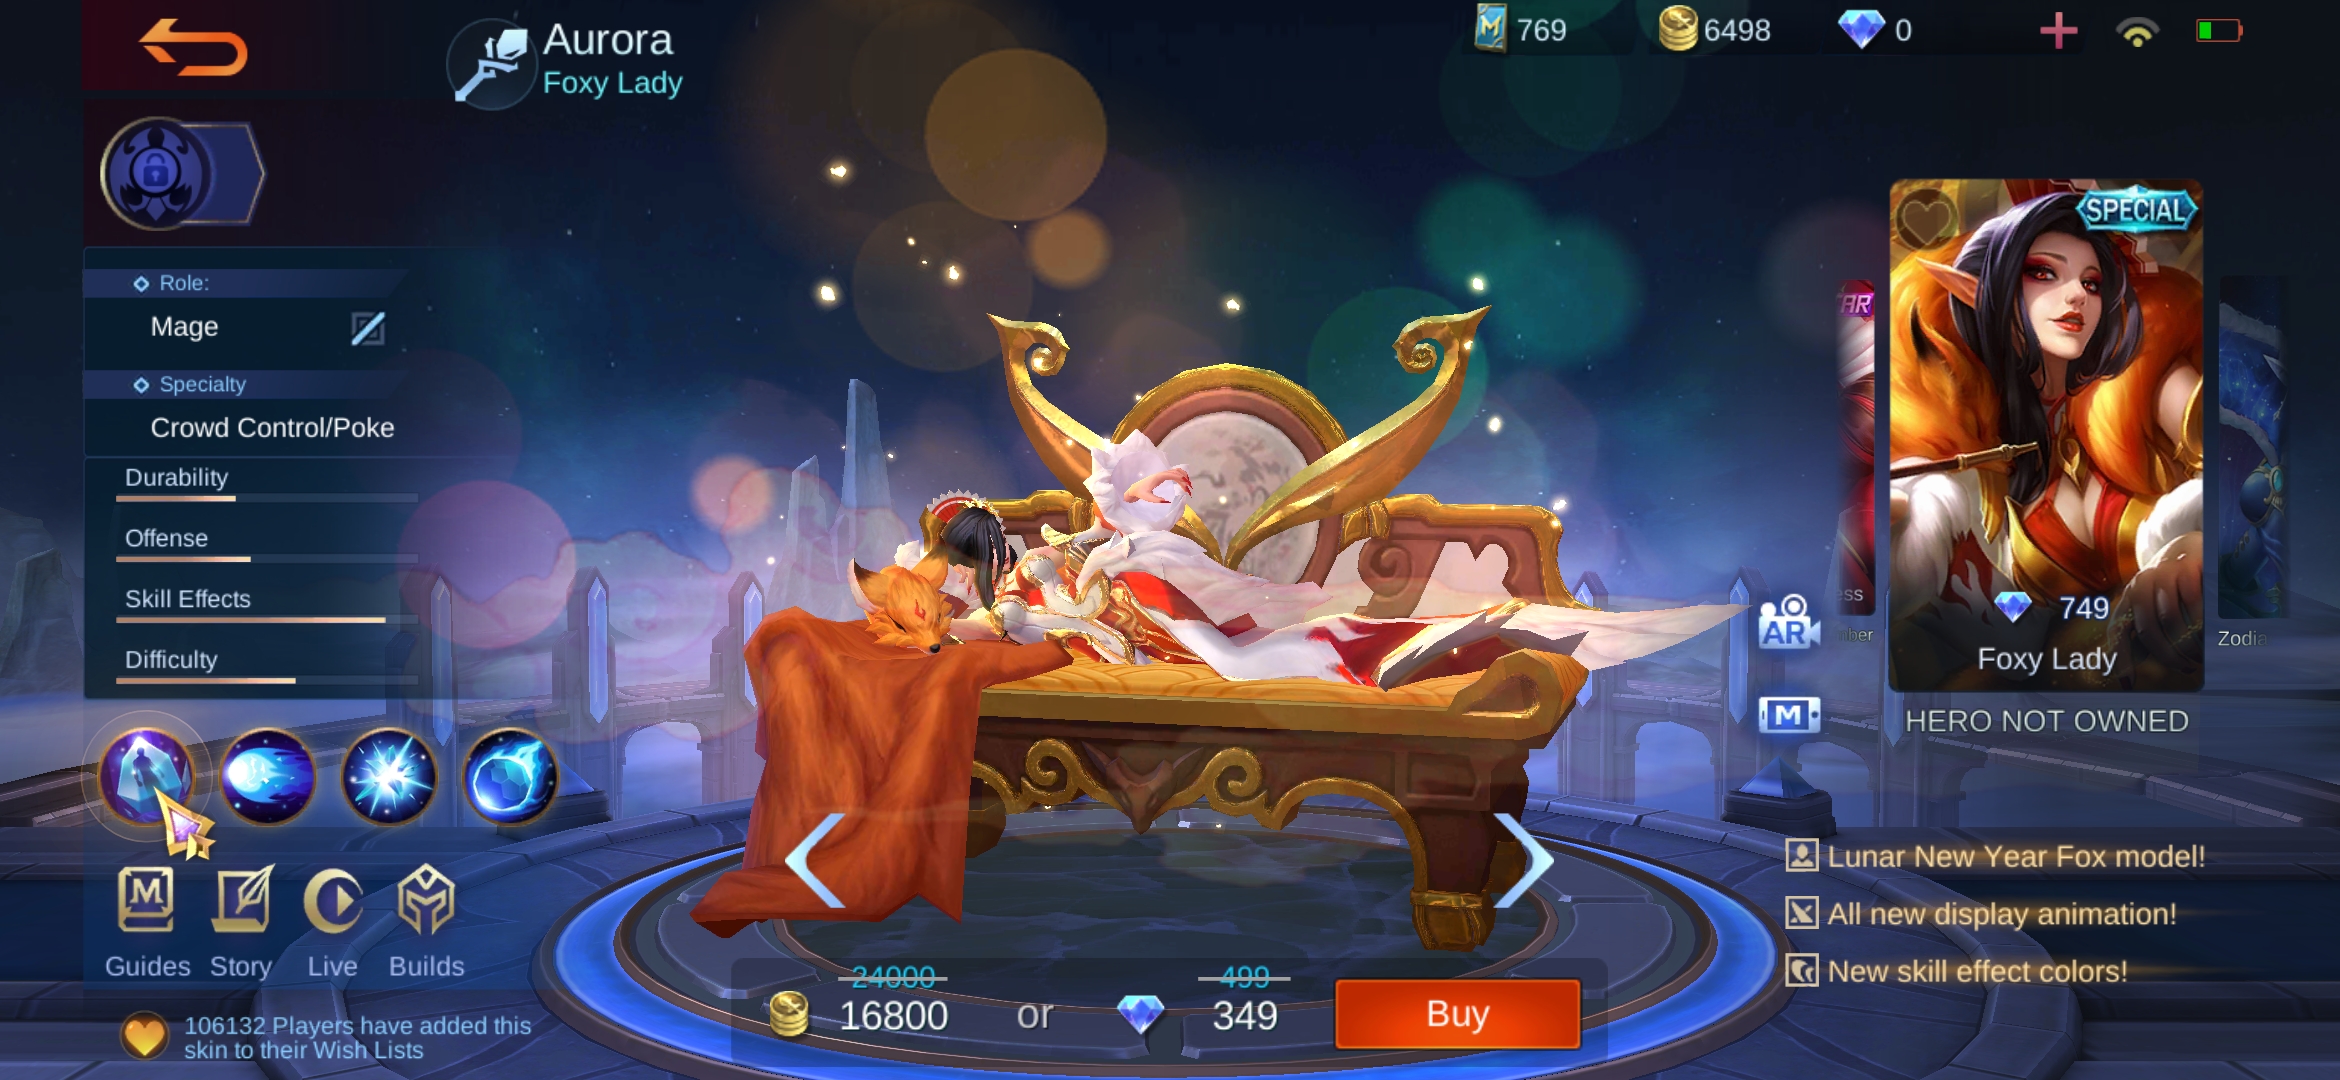 Aurora
Foxy Lady
769
6498
0
Role:
Mage
Specialty
Crowd Control/Poke
Durability
Offense
Skill Effects
Difficulty
M
Guides
Story
Live
Builds
106132 Players have added this
skin to their Wish Lists
24000
16800
or
499
349
Buy
AR
M
AR
ess
ber
SPECIAL
749
Foxy Lady
HERO NOT OWNED
Zodia
Lunar New Year Fox model!
All new display animation!
New skill effect colors!